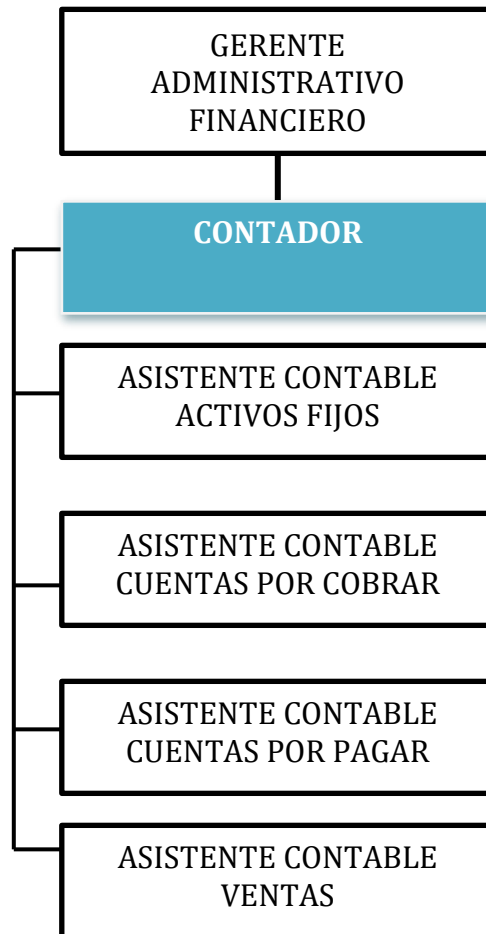 GERENTE
ADMINISTRATIVO
FINANCIERO
CONTADOR
ASISTENTE CONTABLE
ACTIVOS FIJOS
ASISTENTE CONTABLE
CUENTAS POR COBRAR
ASISTENTE CONTABLE
CUENTAS POR PAGAR
ASISTENTE CONTABLE
VENTAS